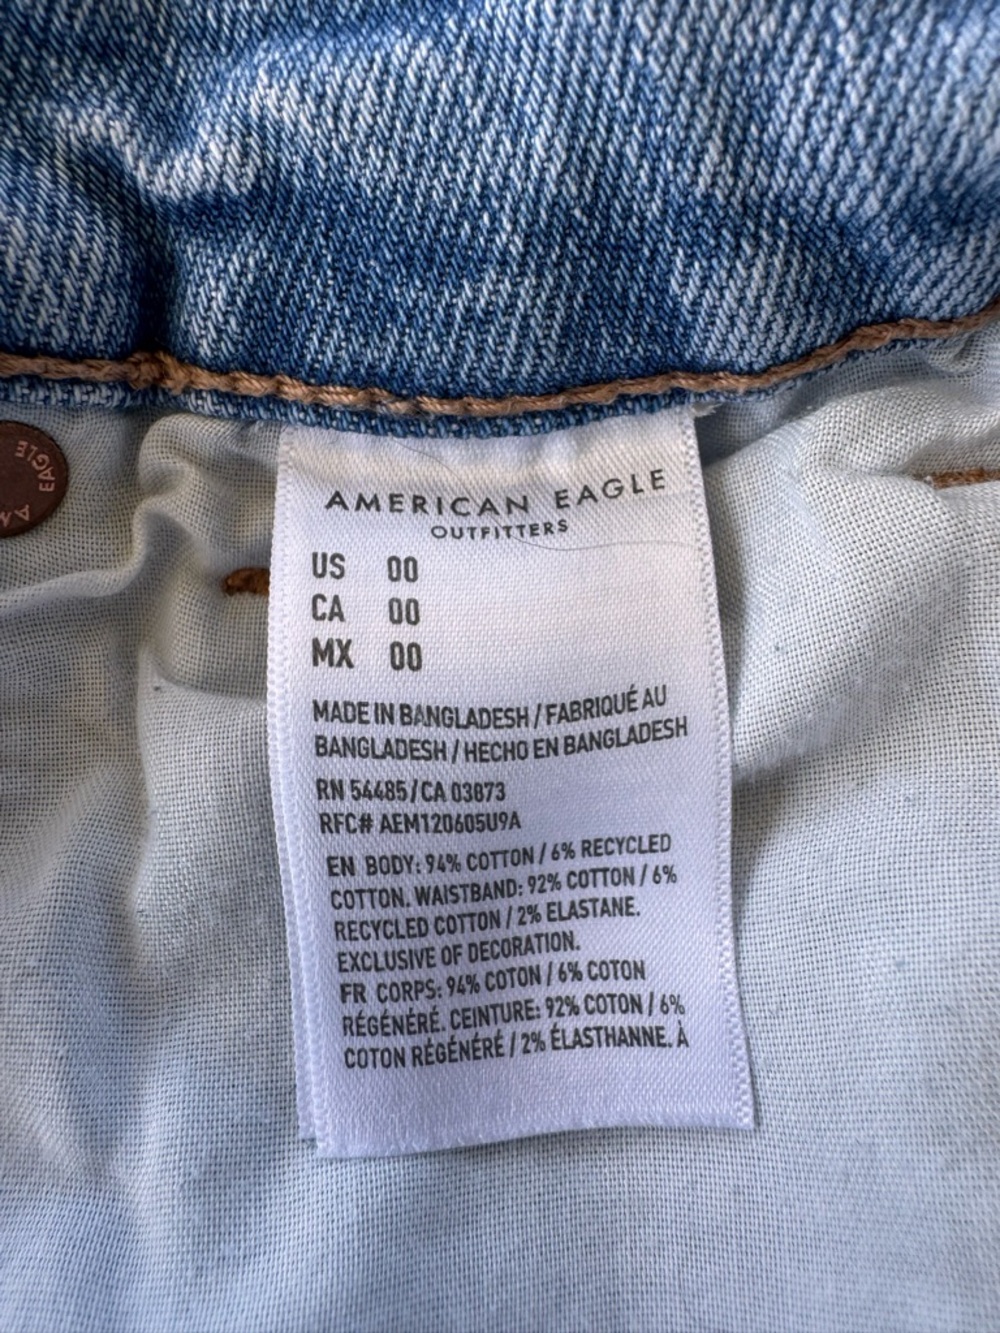 AMERICAN EAGLE
OUTFITTERS
US 00
CA 00
MX 00
MADE IN BANGLADESH / FABRIQUÉ AU
BANGLADESH / HECHO EN BANGLADESH
RN 54485/CA 03873
RFC# AEM120605U9A
EN BODY: 94% COTTON / 6% RECYCLED
COTTON. WAISTBAND: 92% COTTON / 6%
RECYCLED COTTON / 2% ELASTANE.
EXCLUSIVE OF DECORATION.
FR CORPS: 94% COTON / 6% COTON
RÉGÉNÉRÉ. CEINTURE: 92% COTON / 6%
COTON RÉGÉNÉRÉ / 2% ÉLASTHANNE. À
EAGLE